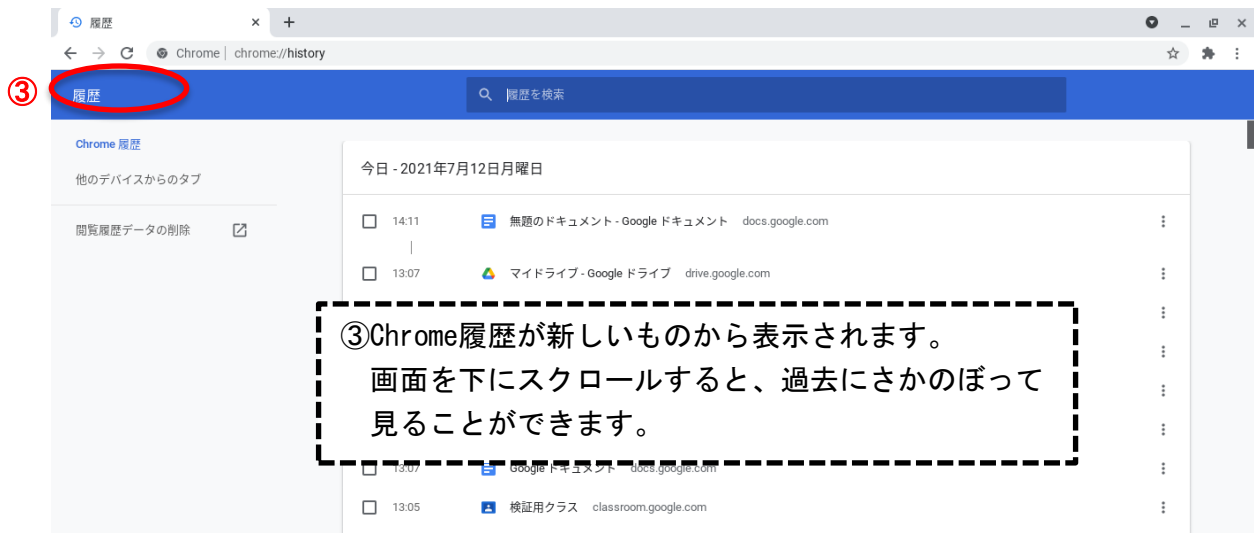 履歴
Chrome | chrome://history
③
履歴
履歴を検索
Chrome 履歴
他のデバイスからのタブ
閲覧履歴データの削除
今日 - 2021年7月12日月曜日
14:11 無題のドキュメント - Google ドキュメント docs.google.com
13:07 マイドライブ - Google ドライブ drive.google.com
③Chrome履歴が新しいものから表示されます。
画面を下にスクロールすると、過去にさかのぼって
見ることができます。
13:07 Google ドキュメント docs.google.com
13:05 検証用クラス classroom.google.com